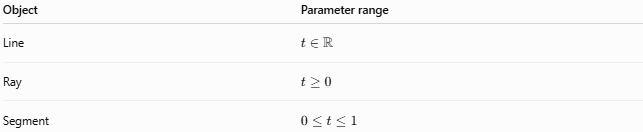 Object Parameter range
Line t ∈ ℝ
Ray t ≥ 0
Segment 0 ≤ t ≤ 1